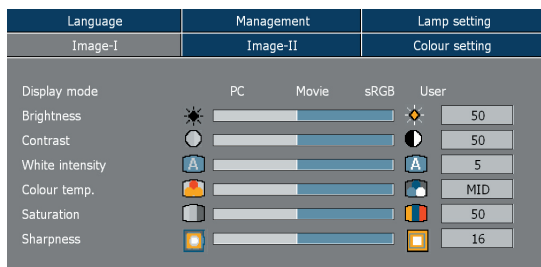 Language Management Lamp setting
Image-I Image-II Colour setting
Display mode PC Movie sRGB User
Brightness 50
Contrast 50
White intensity A A 5
Colour temp. MID
Saturation 50
Sharpness 16